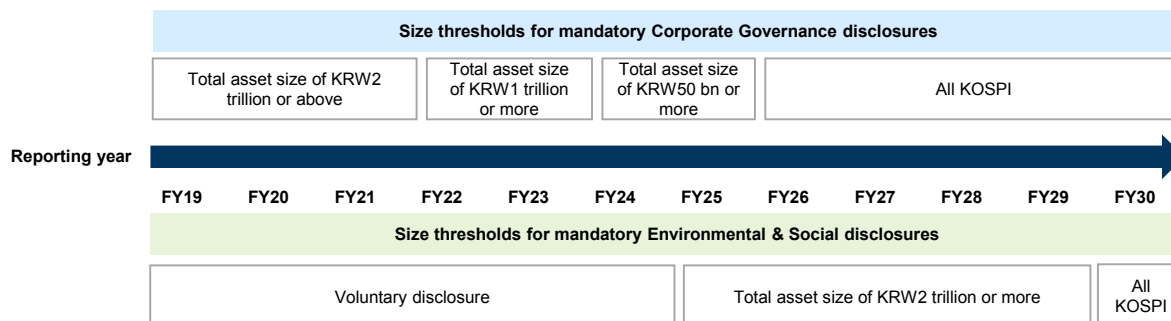 Size thresholds for mandatory Corporate Governance disclosures
Total asset size of KRW2
trillion or above
Total asset size
of KRW1 trillion
or more
Total asset size
of KRW50 bn or
more
All KOSPI
Reporting year
FY19 FY20 FY21 FY22 FY23 FY24 FY25 FY26 FY27 FY28 FY29 FY30
Size thresholds for mandatory Environmental & Social disclosures
Voluntary disclosure
Total asset size of KRW2 trillion or more
All
KOSPI